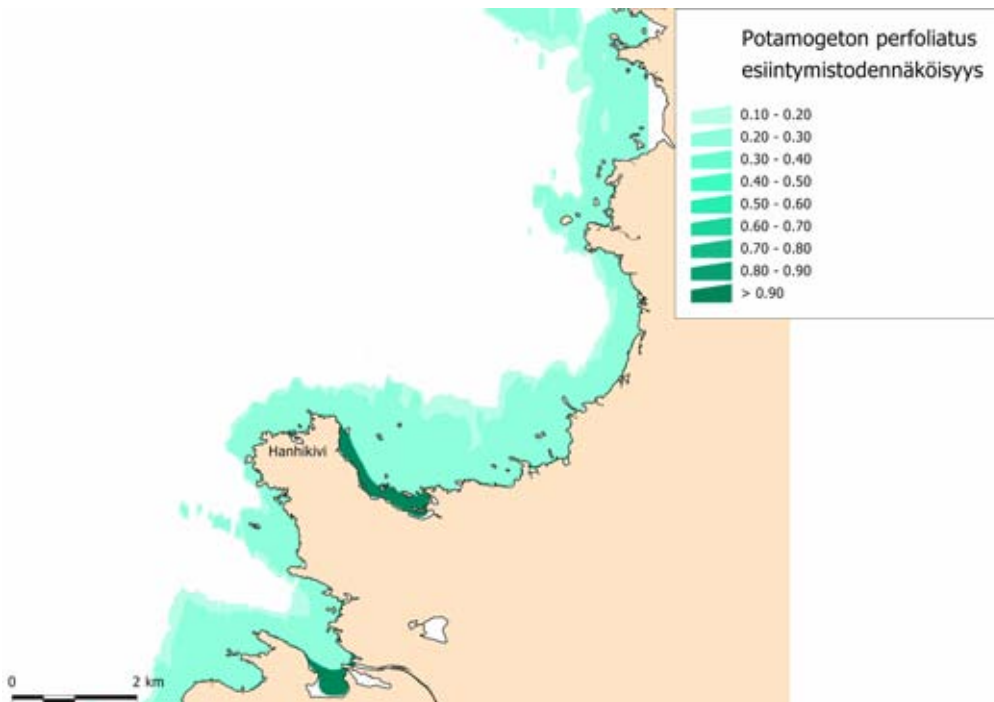 Potamogeton perfoliatus
esiintymistodennäköisyys
0.10 - 0.20
0.20 - 0.30
0.30 - 0.40
0.40 - 0.50
0.50 - 0.60
0.60 - 0.70
0.70 - 0.80
0.80 - 0.90
> 0.90
Hanhikivi
0 2 km